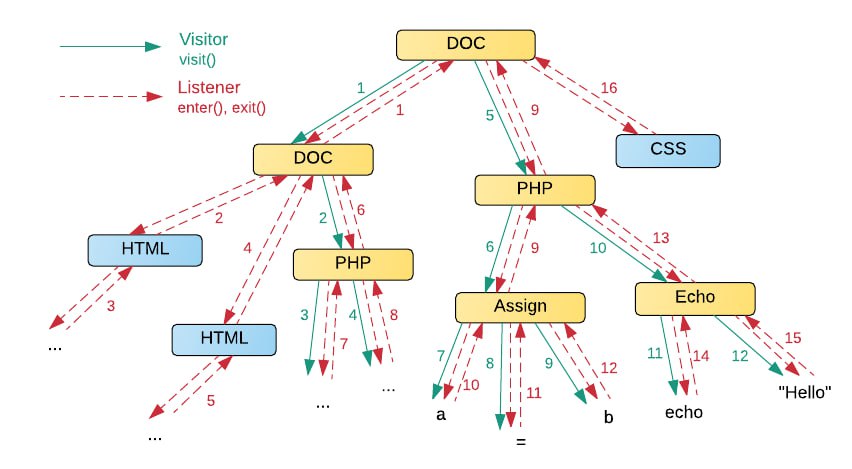 DOC
Visitor
visit()
Listener
enter(), exit()
1
1
5
9
16
DOC
CSS
PHP
2
2
6
HTML
4
PHP
6
9
10
13
3
Assign
Echo
HTML
3
7
4
8
...
5
7
10
8
11
9
12
11
14
12
15
...
...
a
b
echo
"Hello"
...
=